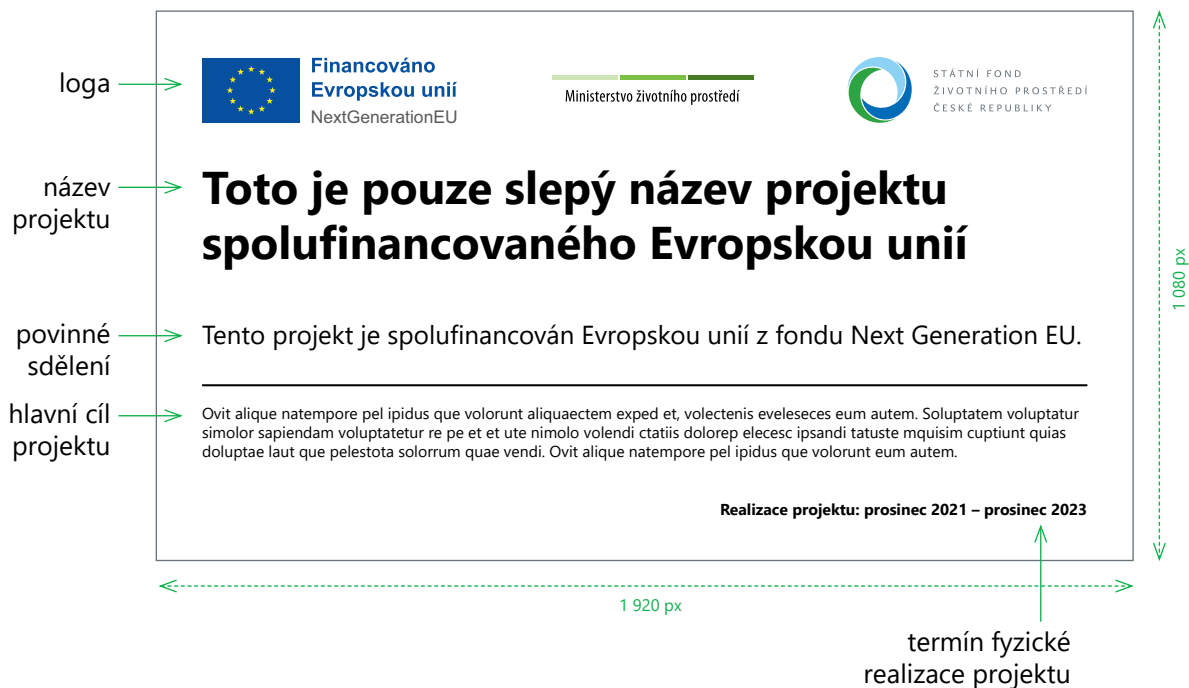 loga
Financováno
Evropskou unií
NextGenerationEU
Ministerstvo životního prostředí
STÁTNÍ FOND
ŽIVOTNÍHO PROSTŘEDÍ
ČESKÉ REPUBLIKY
název
projektu
Toto je pouze slepý název projektu
spolufinancovaného Evropskou unií
povinné
sdělení
Tento projekt je spolufinancován Evropskou unií z fondu Next Generation EU.
hlavní cíl
projektu
Ovit alique natempore pel ipidus que volorunt aliquaectem exped et, volectenis eveleseces eum autem. Soluptatem voluptatur
simolor sapiendam voluptatetur re pe et et ute nimolo volendi ctatiis dolorep elecesc ipsandi tatuste mquisim cuptiunt quias
doluptae laut que pelestota solorrum quae vendi. Ovit alique natempore pel ipidus que volorunt eum autem.
Realizace projektu: prosinec 2021 – prosinec 2023
1 080 px
1 920 px
termín fyzické
realizace projektu